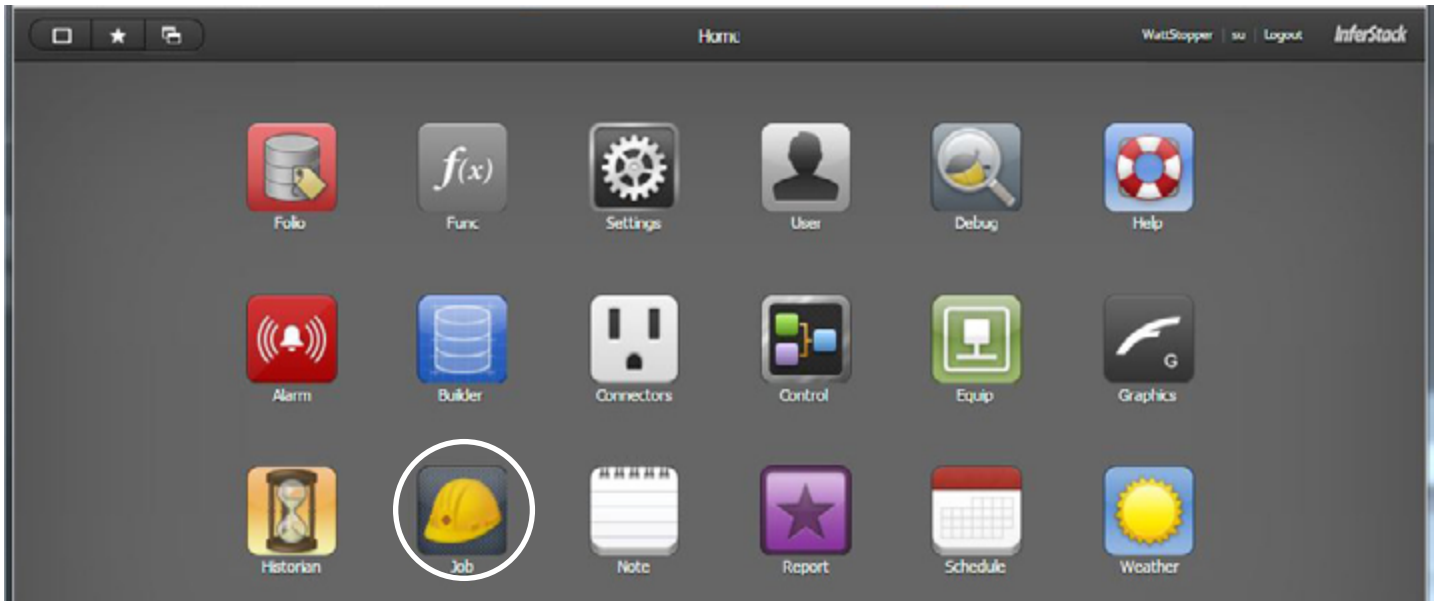 Home
WattStopper su Logout InferStack
f(x)
Folio Func Settings User Debug Help
G
Alarm Builder Connectors Control Equip Graphics
Historian Job Note Report Schedule Weather